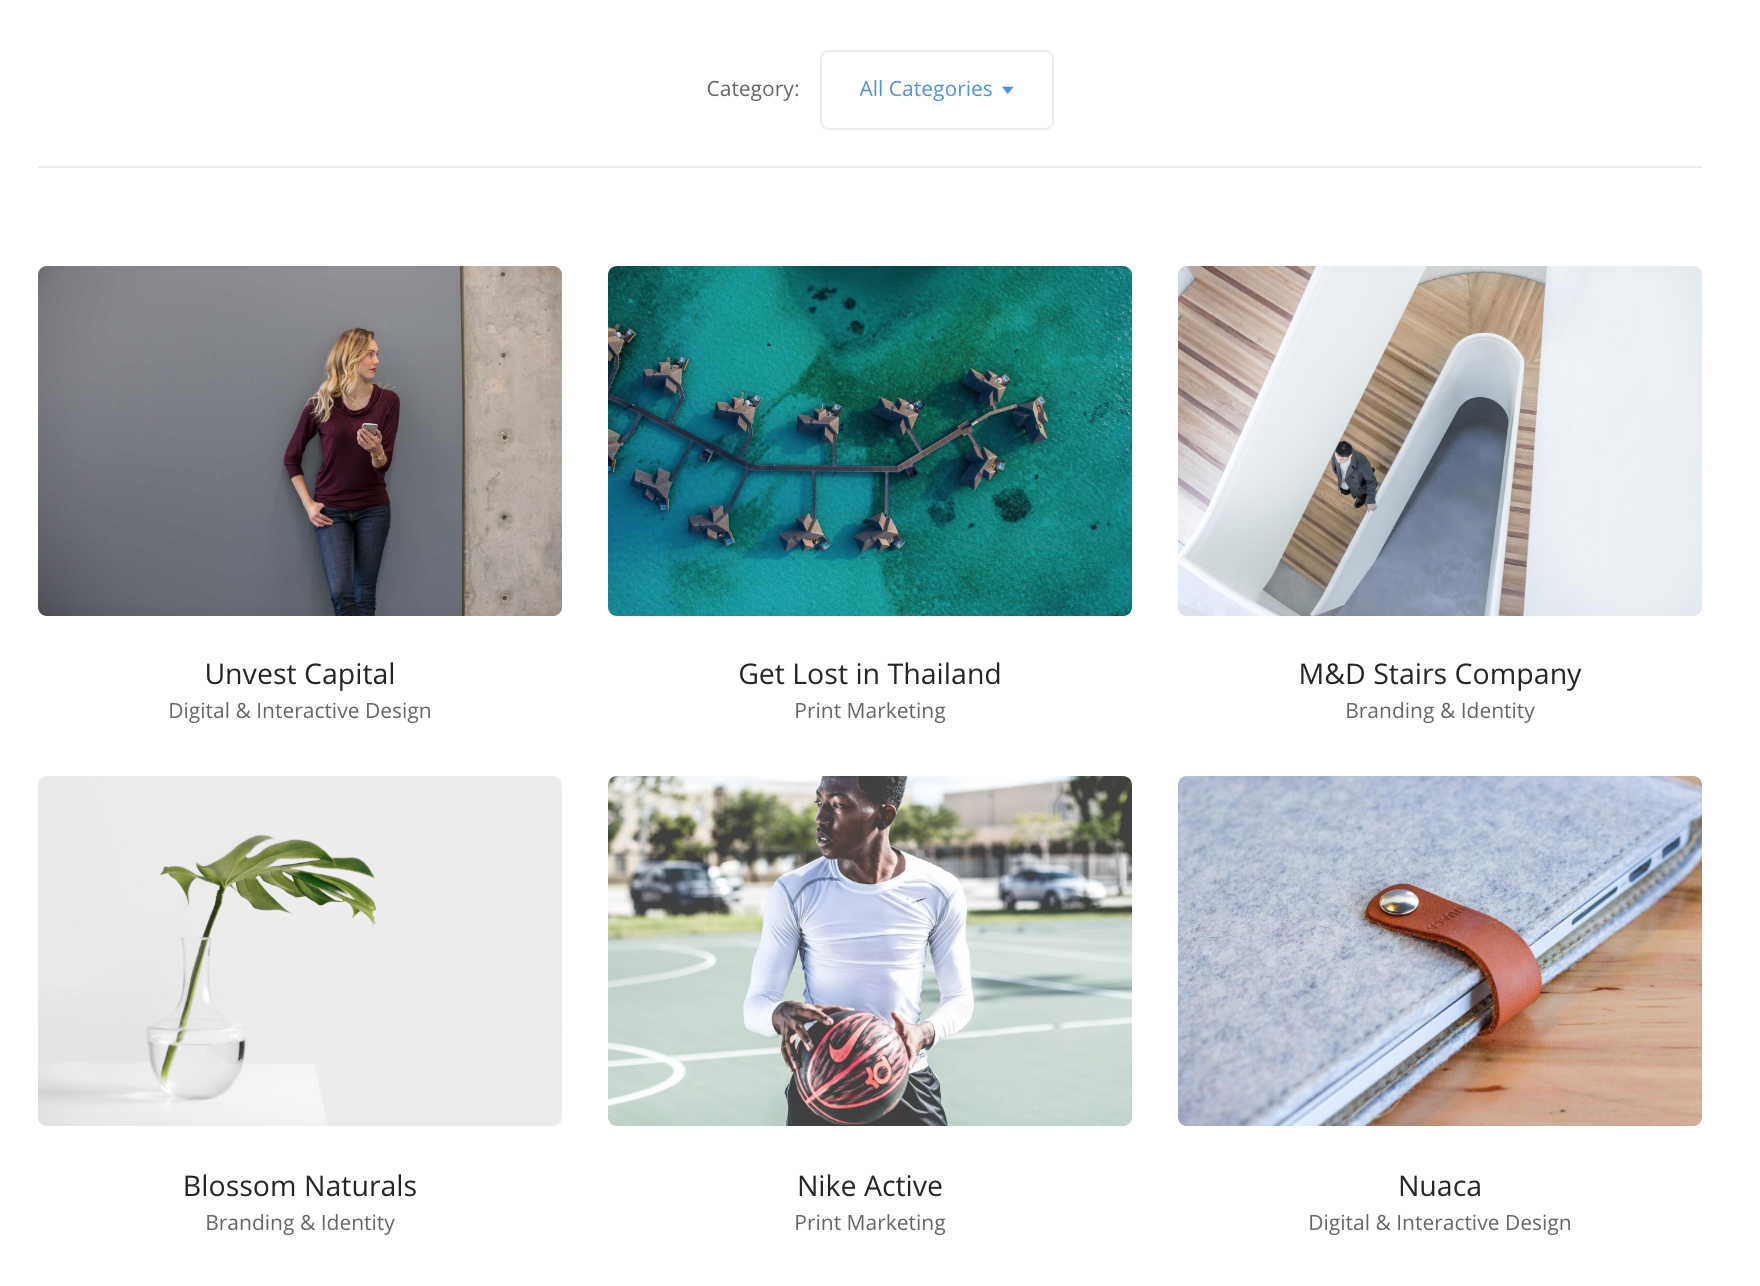 Category:
All Categories
Unvest Capital
Digital & Interactive Design
Get Lost in Thailand
Print Marketing
M&D Stairs Company
Branding & Identity
Blossom Naturals
Branding & Identity
Nike Active
Print Marketing
Nuaca
Digital & Interactive Design